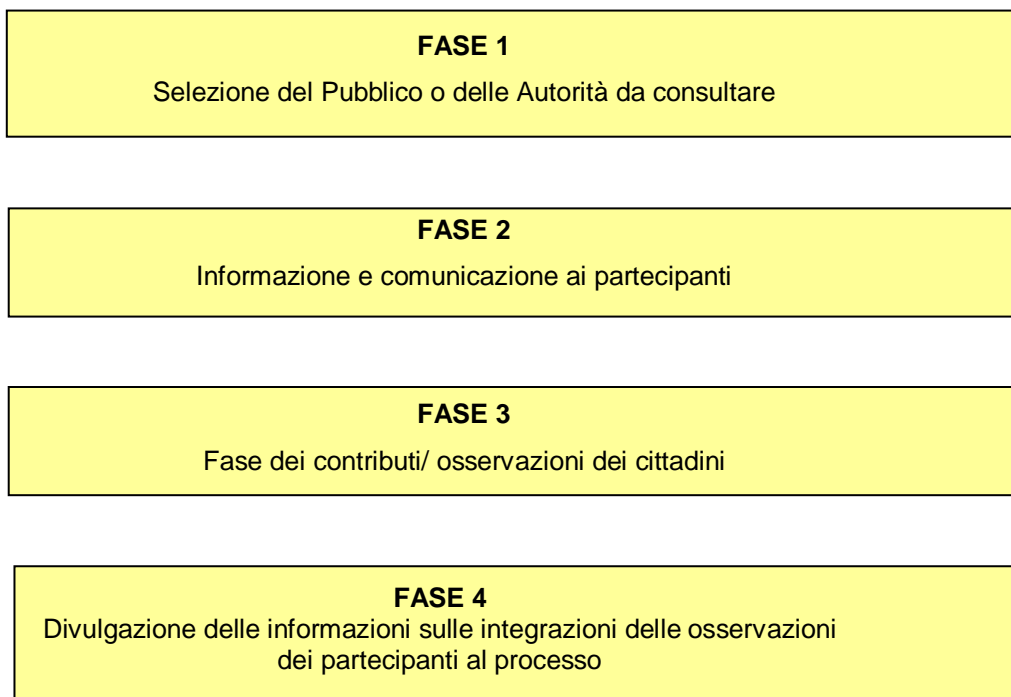 FASE 1
Selezione del Pubblico o delle Autorità da consultare
FASE 2
Informazione e comunicazione ai partecipanti
FASE 3
Fase dei contributi/ osservazioni dei cittadini
FASE 4
Divulgazione delle informazioni sulle integrazioni delle osservazioni
dei partecipanti al processo